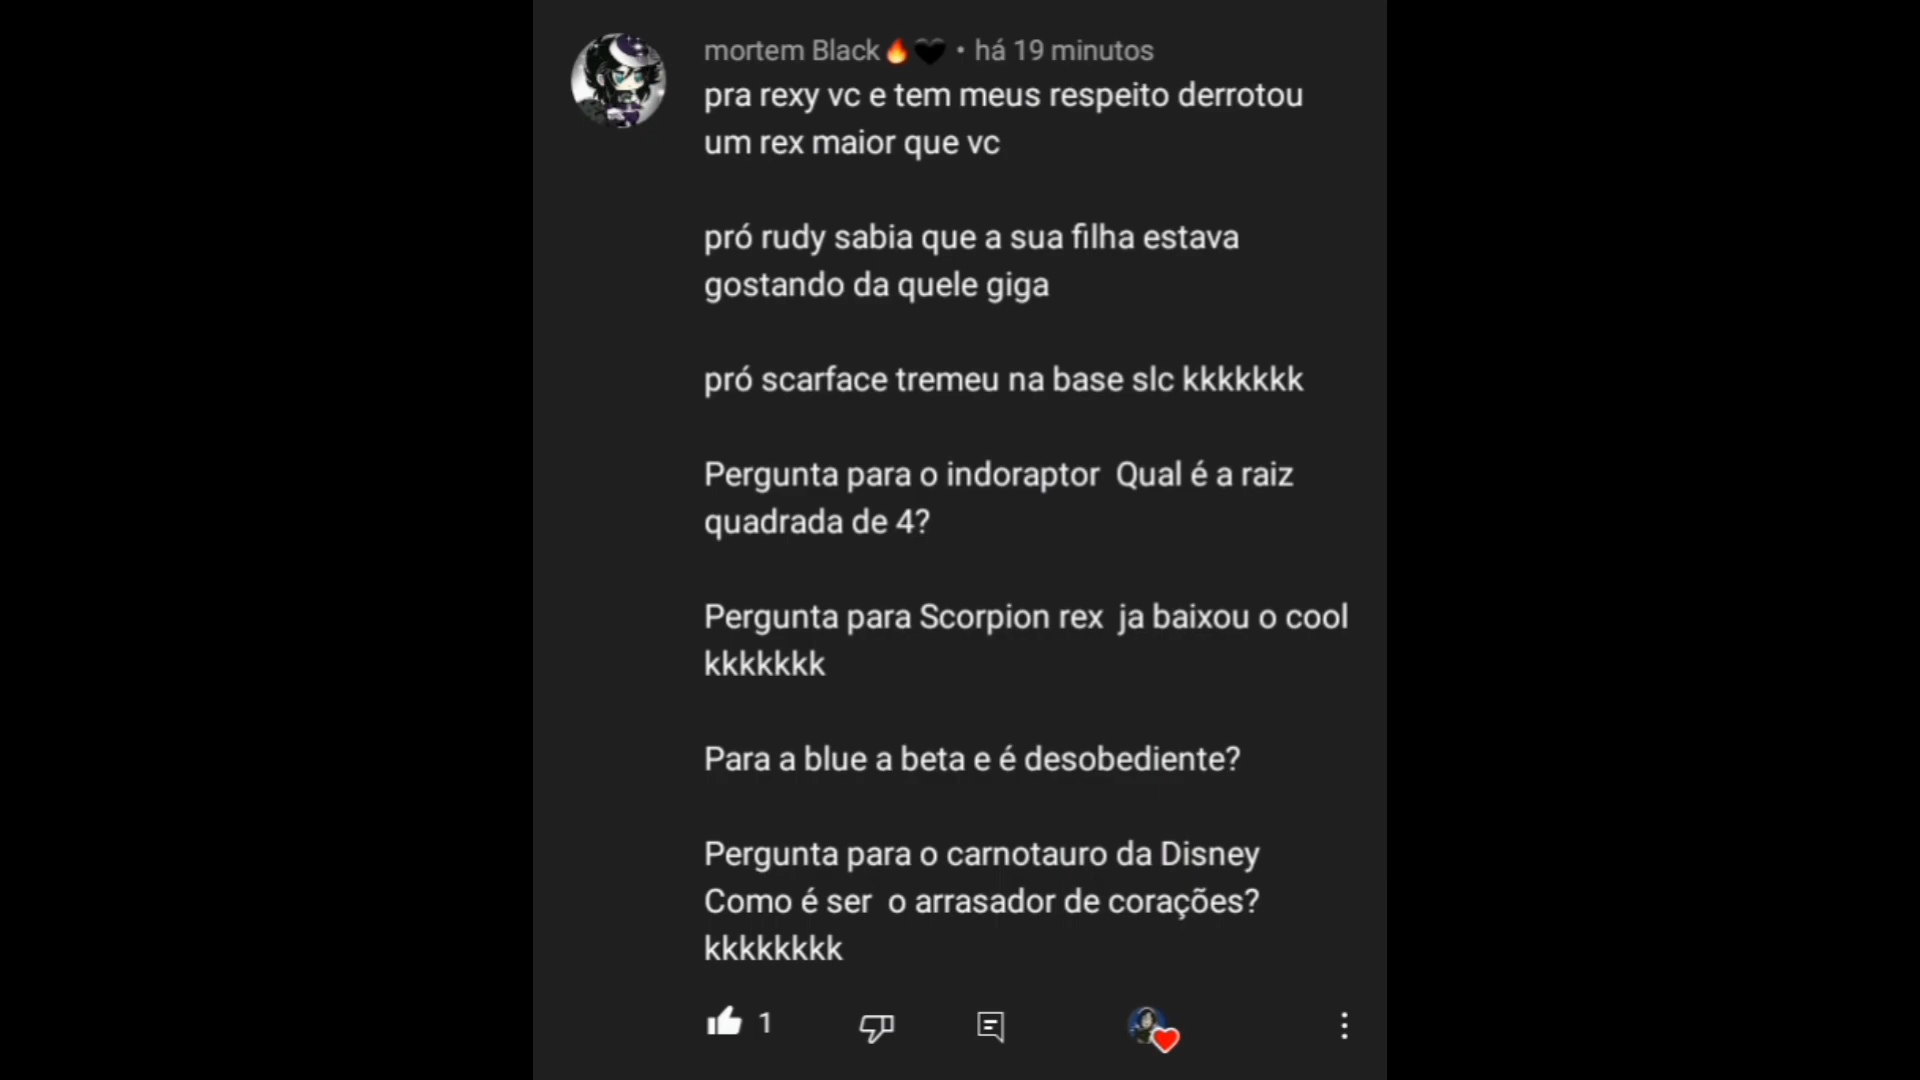 mortem Black🔥🖤 • há 19 minutos
pra rexy vc e tem meus respeito derrotou
um rex maior que vc
pró rudy sabia que a sua filha estava
gostando da quele giga
pró scarface tremeu na base slc kkkkkkk
Pergunta para o indoraptor  Qual é a raiz
quadrada de 4?
Pergunta para Scorpion rex  ja baixou o cool
kkkkkkk
Para a blue a beta e é desobediente?
Pergunta para o carnotauro da Disney
Como é ser  o arrasador de corações?
kkkkkkkk
1